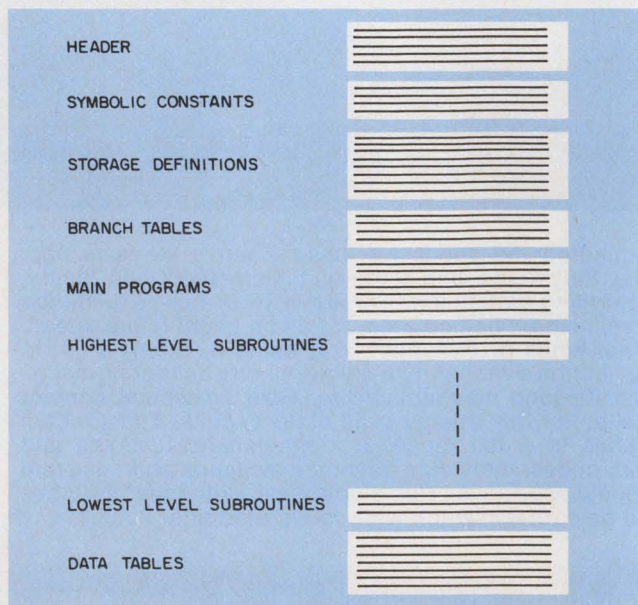 HEADER
SYMBOLIC CONSTANTS
STORAGE DEFINITIONS
BRANCH TABLES
MAIN PROGRAMS
HIGHEST LEVEL SUBROUTINES
LOWEST LEVEL SUBROUTINES
DATA TABLES